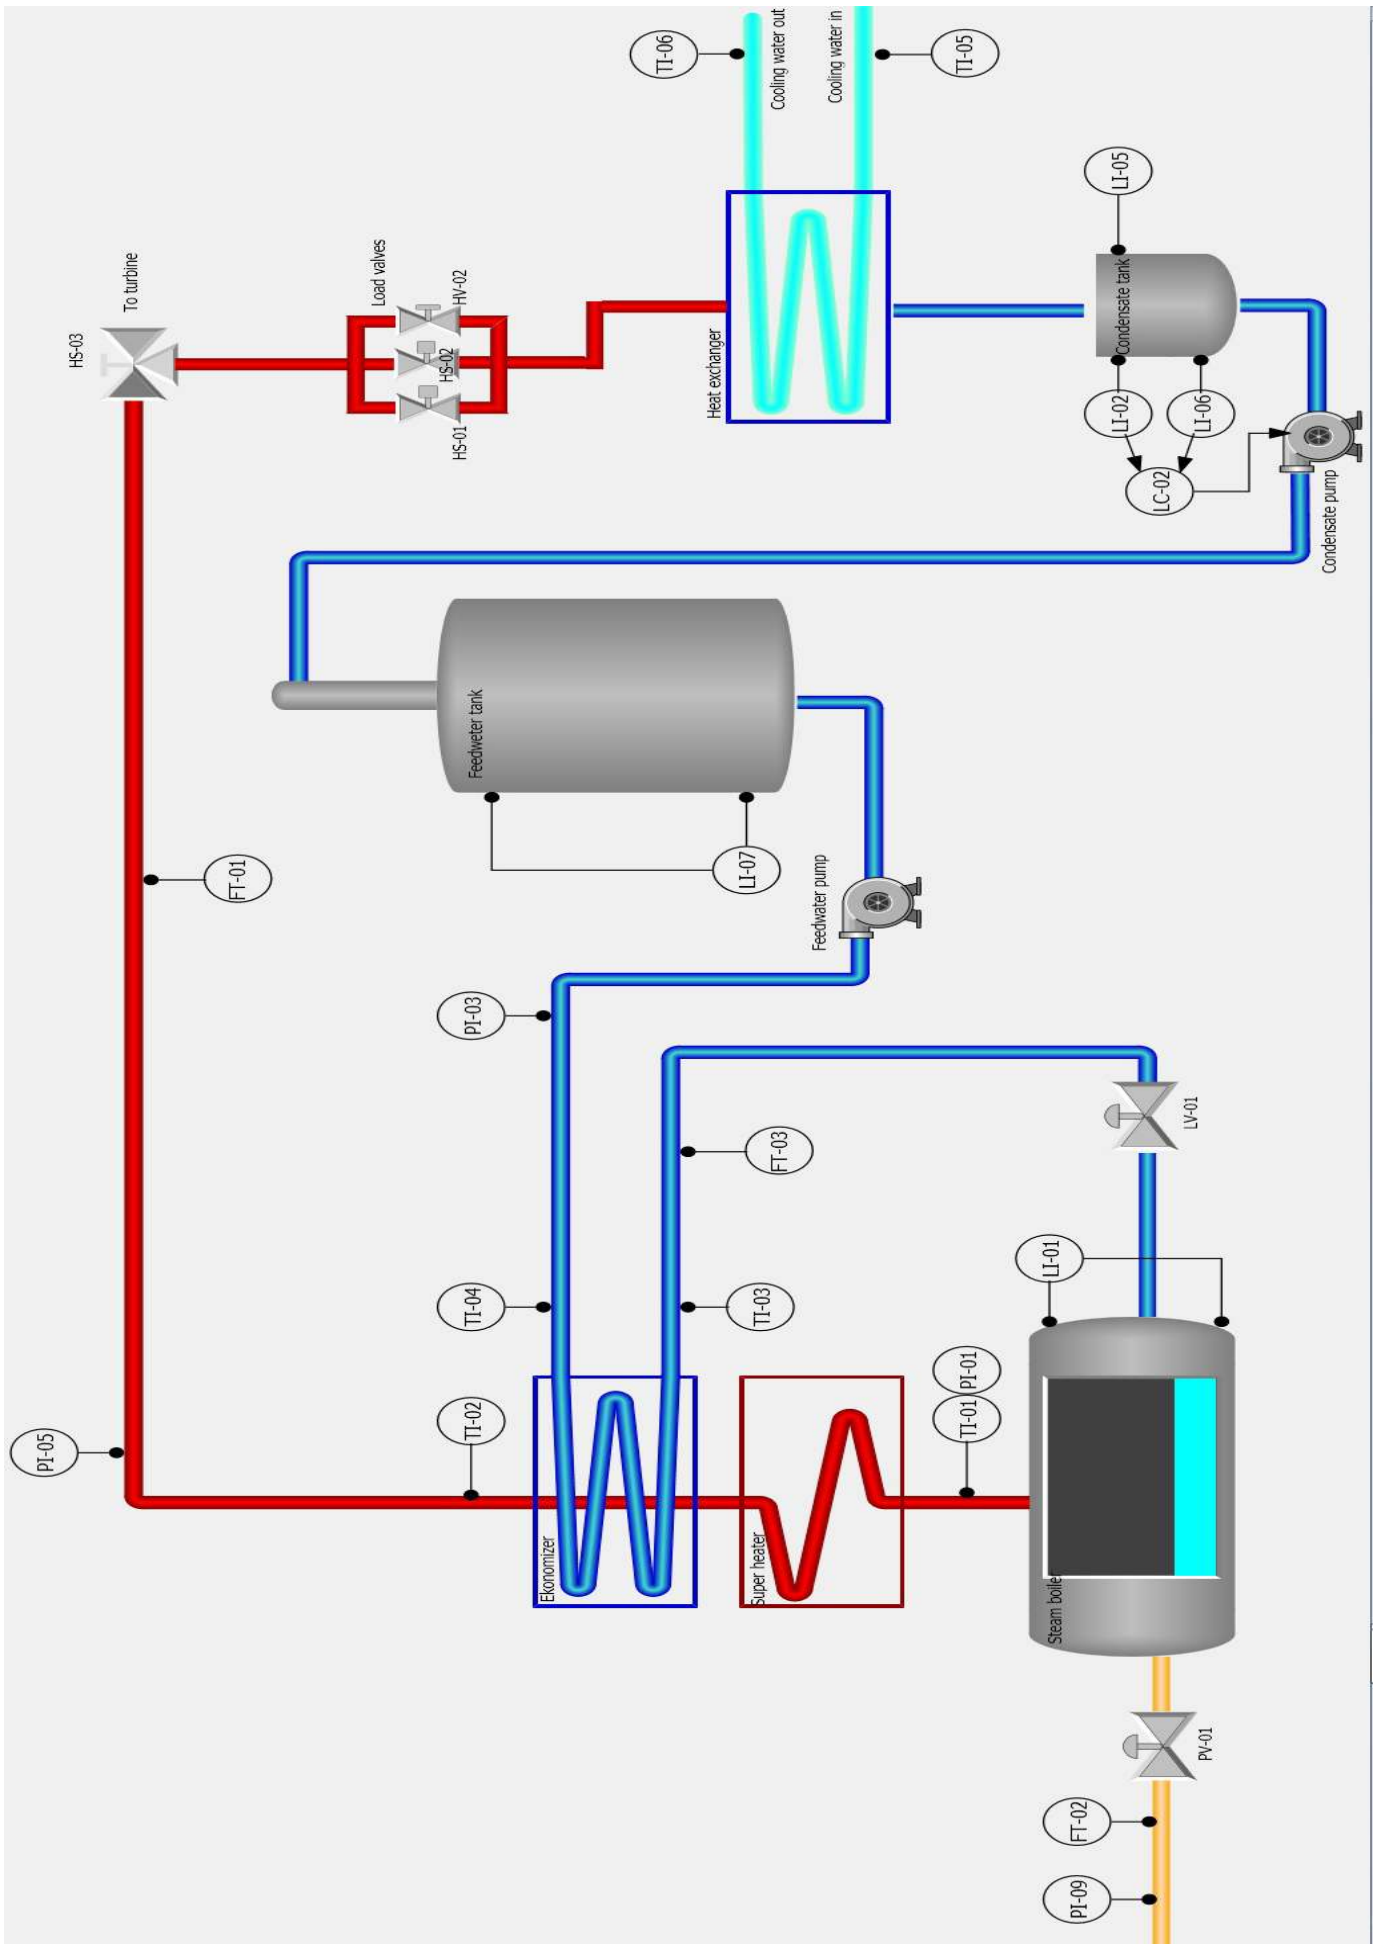 PI-05
TI-02
Ekonomizer
Super heater
TI-01
PI-01
Steam boiler
LI-01
PI-09
FT-02
PV-01
TI-04
TI-03
FT-03
LV-01
PI-03
Feedwater pump
FT-01
LI-07
Feedweter tank
HS-03
To turbine
Load valves
HS-01
HS-02
HV-02
Heat exchanger
TI-06
Cooling water out
Cooling water in
TI-05
LI-05
Condensate tank
LI-02
LI-06
LC-02
Condensate pump